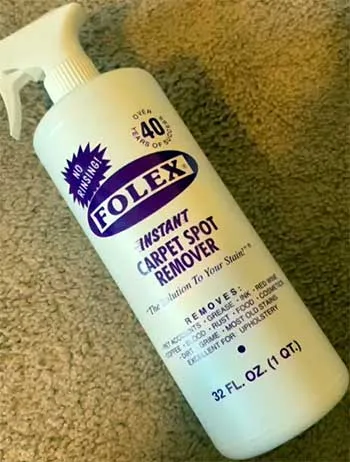 OVER
40
YEARS OF SUCCESS
NO
RINSING!
FOLEX®
INSTANT
CARPET SPOT
REMOVER
"The Solution To Your Stain!"®
REMOVES:
PET ACCIDENTS • GREASE • INK • RED WINE
COFFEE • BLOOD • RUST • FOOD • COSMETICS
• DIRT • GRIME • MOST OLD STAINS
EXCELLENT FOR UPHOLSTERY
32 FL. OZ. (1 QT.)